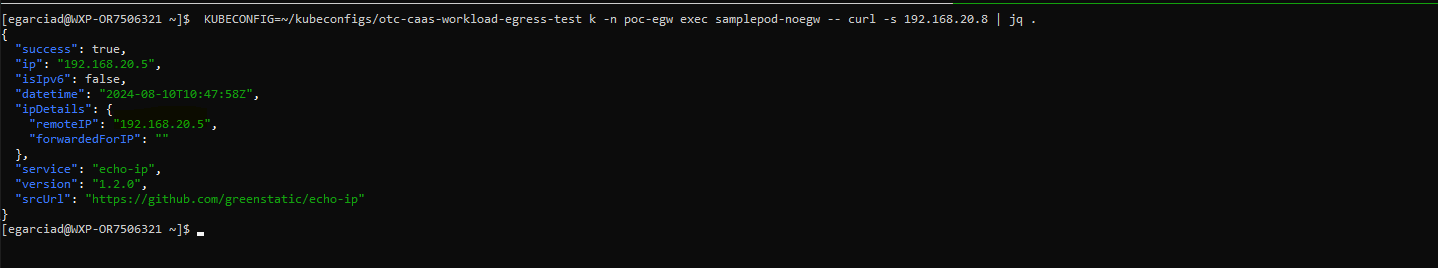 [egarciad@WXP-OR7506321 ~]$  KUBECONFIG=~/kubeconfigs/otc-caas-workload-egress-test k -n poc-egw exec samplepod-noegw -- curl -s 192.168.20.8 | jq .
{
  "success": true,
  "ip": "192.168.20.5",
  "isIpv6": false,
  "datetime": "2024-08-10T10:47:58Z",
  "ipDetails": {
    "remoteIP": "192.168.20.5",
    "forwardedForIP": ""
  },
  "service": "echo-ip",
  "version": "1.2.0",
  "srcUrl": "https://github.com/greenstatic/echo-ip"
}
[egarciad@WXP-OR7506321 ~]$